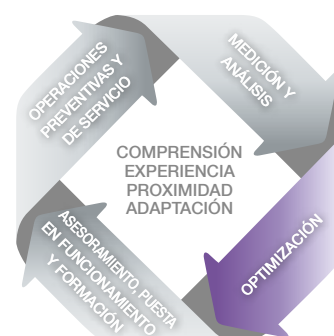 OPERACIONES
PREVENTIVAS Y
DE SERVICIO
MEDICIÓN Y
ANÁLISIS
COMPRENSIÓN
EXPERIENCIA
PROXIMIDAD
ADAPTACIÓN
OPTIMIZACIÓN
ASESORAMIENTO, PUESTA
EN FUNCIONAMIENTO
Y FORMACIÓN